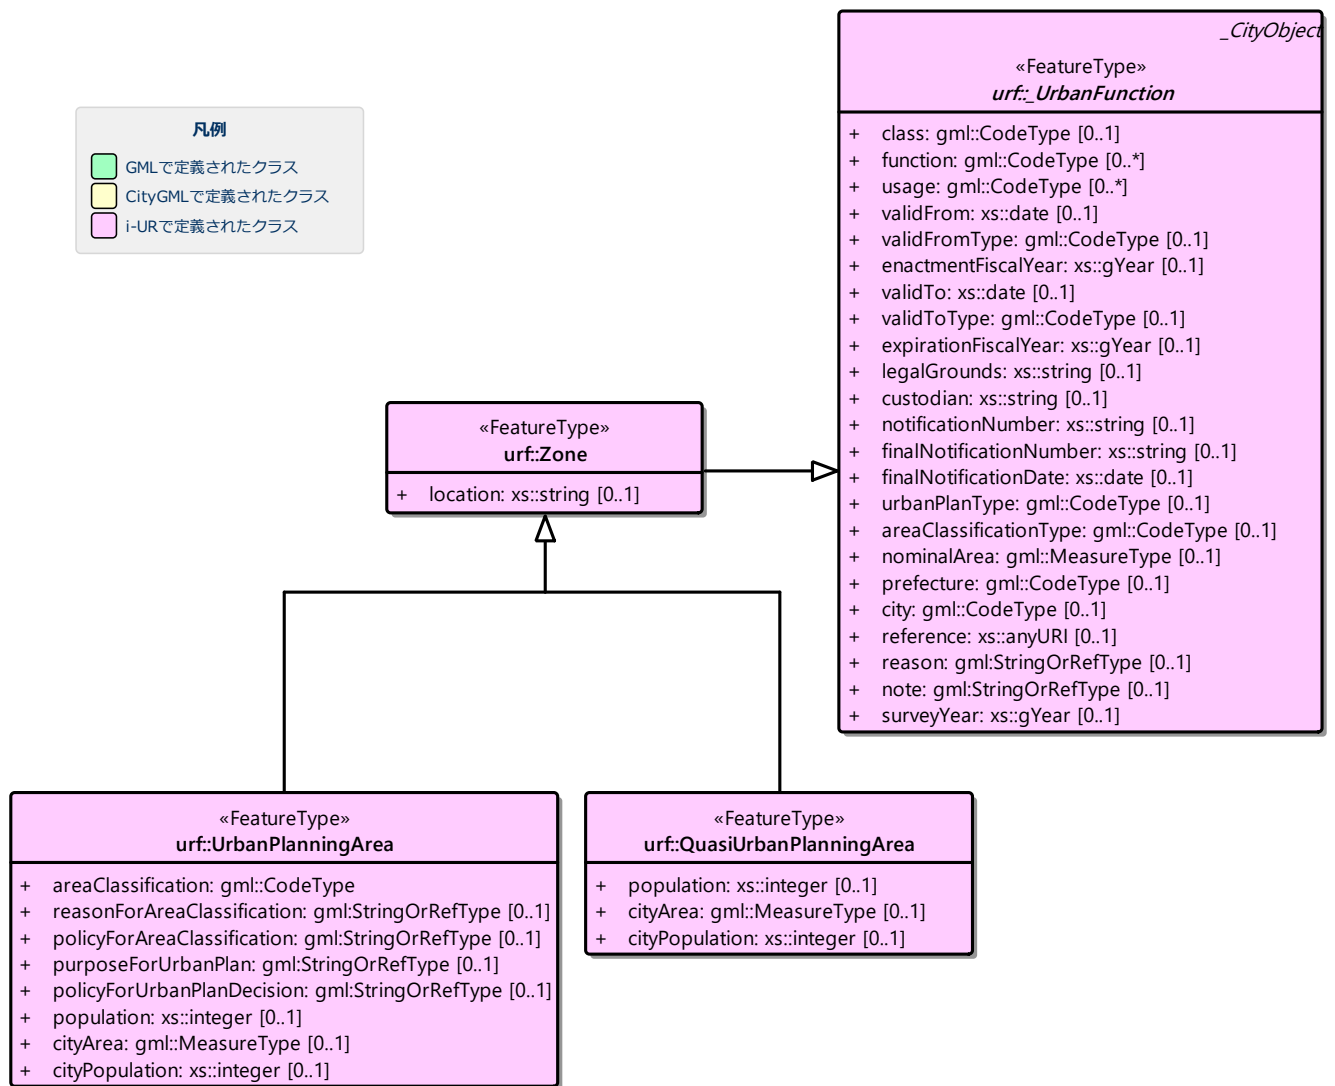 凡例
GMLで定義されたクラス
CityGMLで定義されたクラス
i-URで定義されたクラス
_CityObject
«FeatureType»
urf::_UrbanFunction
+ class: gml::CodeType [0..1]
+ function: gml::CodeType [0..*]
+ usage: gml::CodeType [0..*]
+ validFrom: xs::date [0..1]
+ validFromType: gml::CodeType [0..1]
+ enactmentFiscalYear: xs::gYear [0..1]
+ validTo: xs::date [0..1]
+ validToType: gml::CodeType [0..1]
+ expirationFiscalYear: xs::gYear [0..1]
+ legalGrounds: xs::string [0..1]
+ custodian: xs::string [0..1]
+ notificationNumber: xs::string [0..1]
+ finalNotificationNumber: xs::string [0..1]
+ finalNotificationDate: xs::date [0..1]
+ urbanPlanType: gml::CodeType [0..1]
+ areaClassificationType: gml::CodeType [0..1]
+ nominalArea: gml::MeasureType [0..1]
+ prefecture: gml::CodeType [0..1]
+ city: gml::CodeType [0..1]
+ reference: xs::anyURI [0..1]
+ reason: gml:StringOrRefType [0..1]
+ note: gml:StringOrRefType [0..1]
+ surveyYear: xs::gYear [0..1]
«FeatureType»
urf::Zone
+ location: xs::string [0..1]
«FeatureType»
urf::UrbanPlanningArea
+ areaClassification: gml::CodeType
+ reasonForAreaClassification: gml:StringOrRefType [0..1]
+ policyForAreaClassification: gml:StringOrRefType [0..1]
+ purposeForUrbanPlan: gml:StringOrRefType [0..1]
+ policyForUrbanPlanDecision: gml:StringOrRefType [0..1]
+ population: xs::integer [0..1]
+ cityArea: gml::MeasureType [0..1]
+ cityPopulation: xs::integer [0..1]
«FeatureType»
urf::QuasiUrbanPlanningArea
+ population: xs::integer [0..1]
+ cityArea: gml::MeasureType [0..1]
+ cityPopulation: xs::integer [0..1]